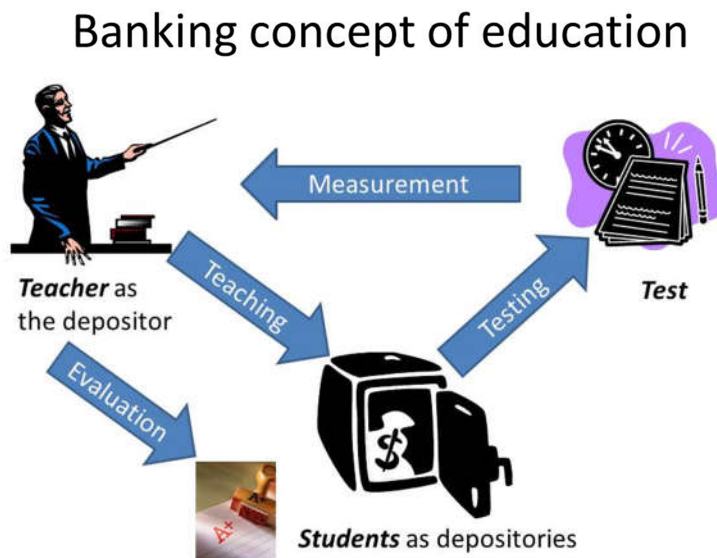 Banking concept of education
Measurement
Teaching
Testing
Teacher as
the depositor
Test
Evaluation
A+
Students as depositories